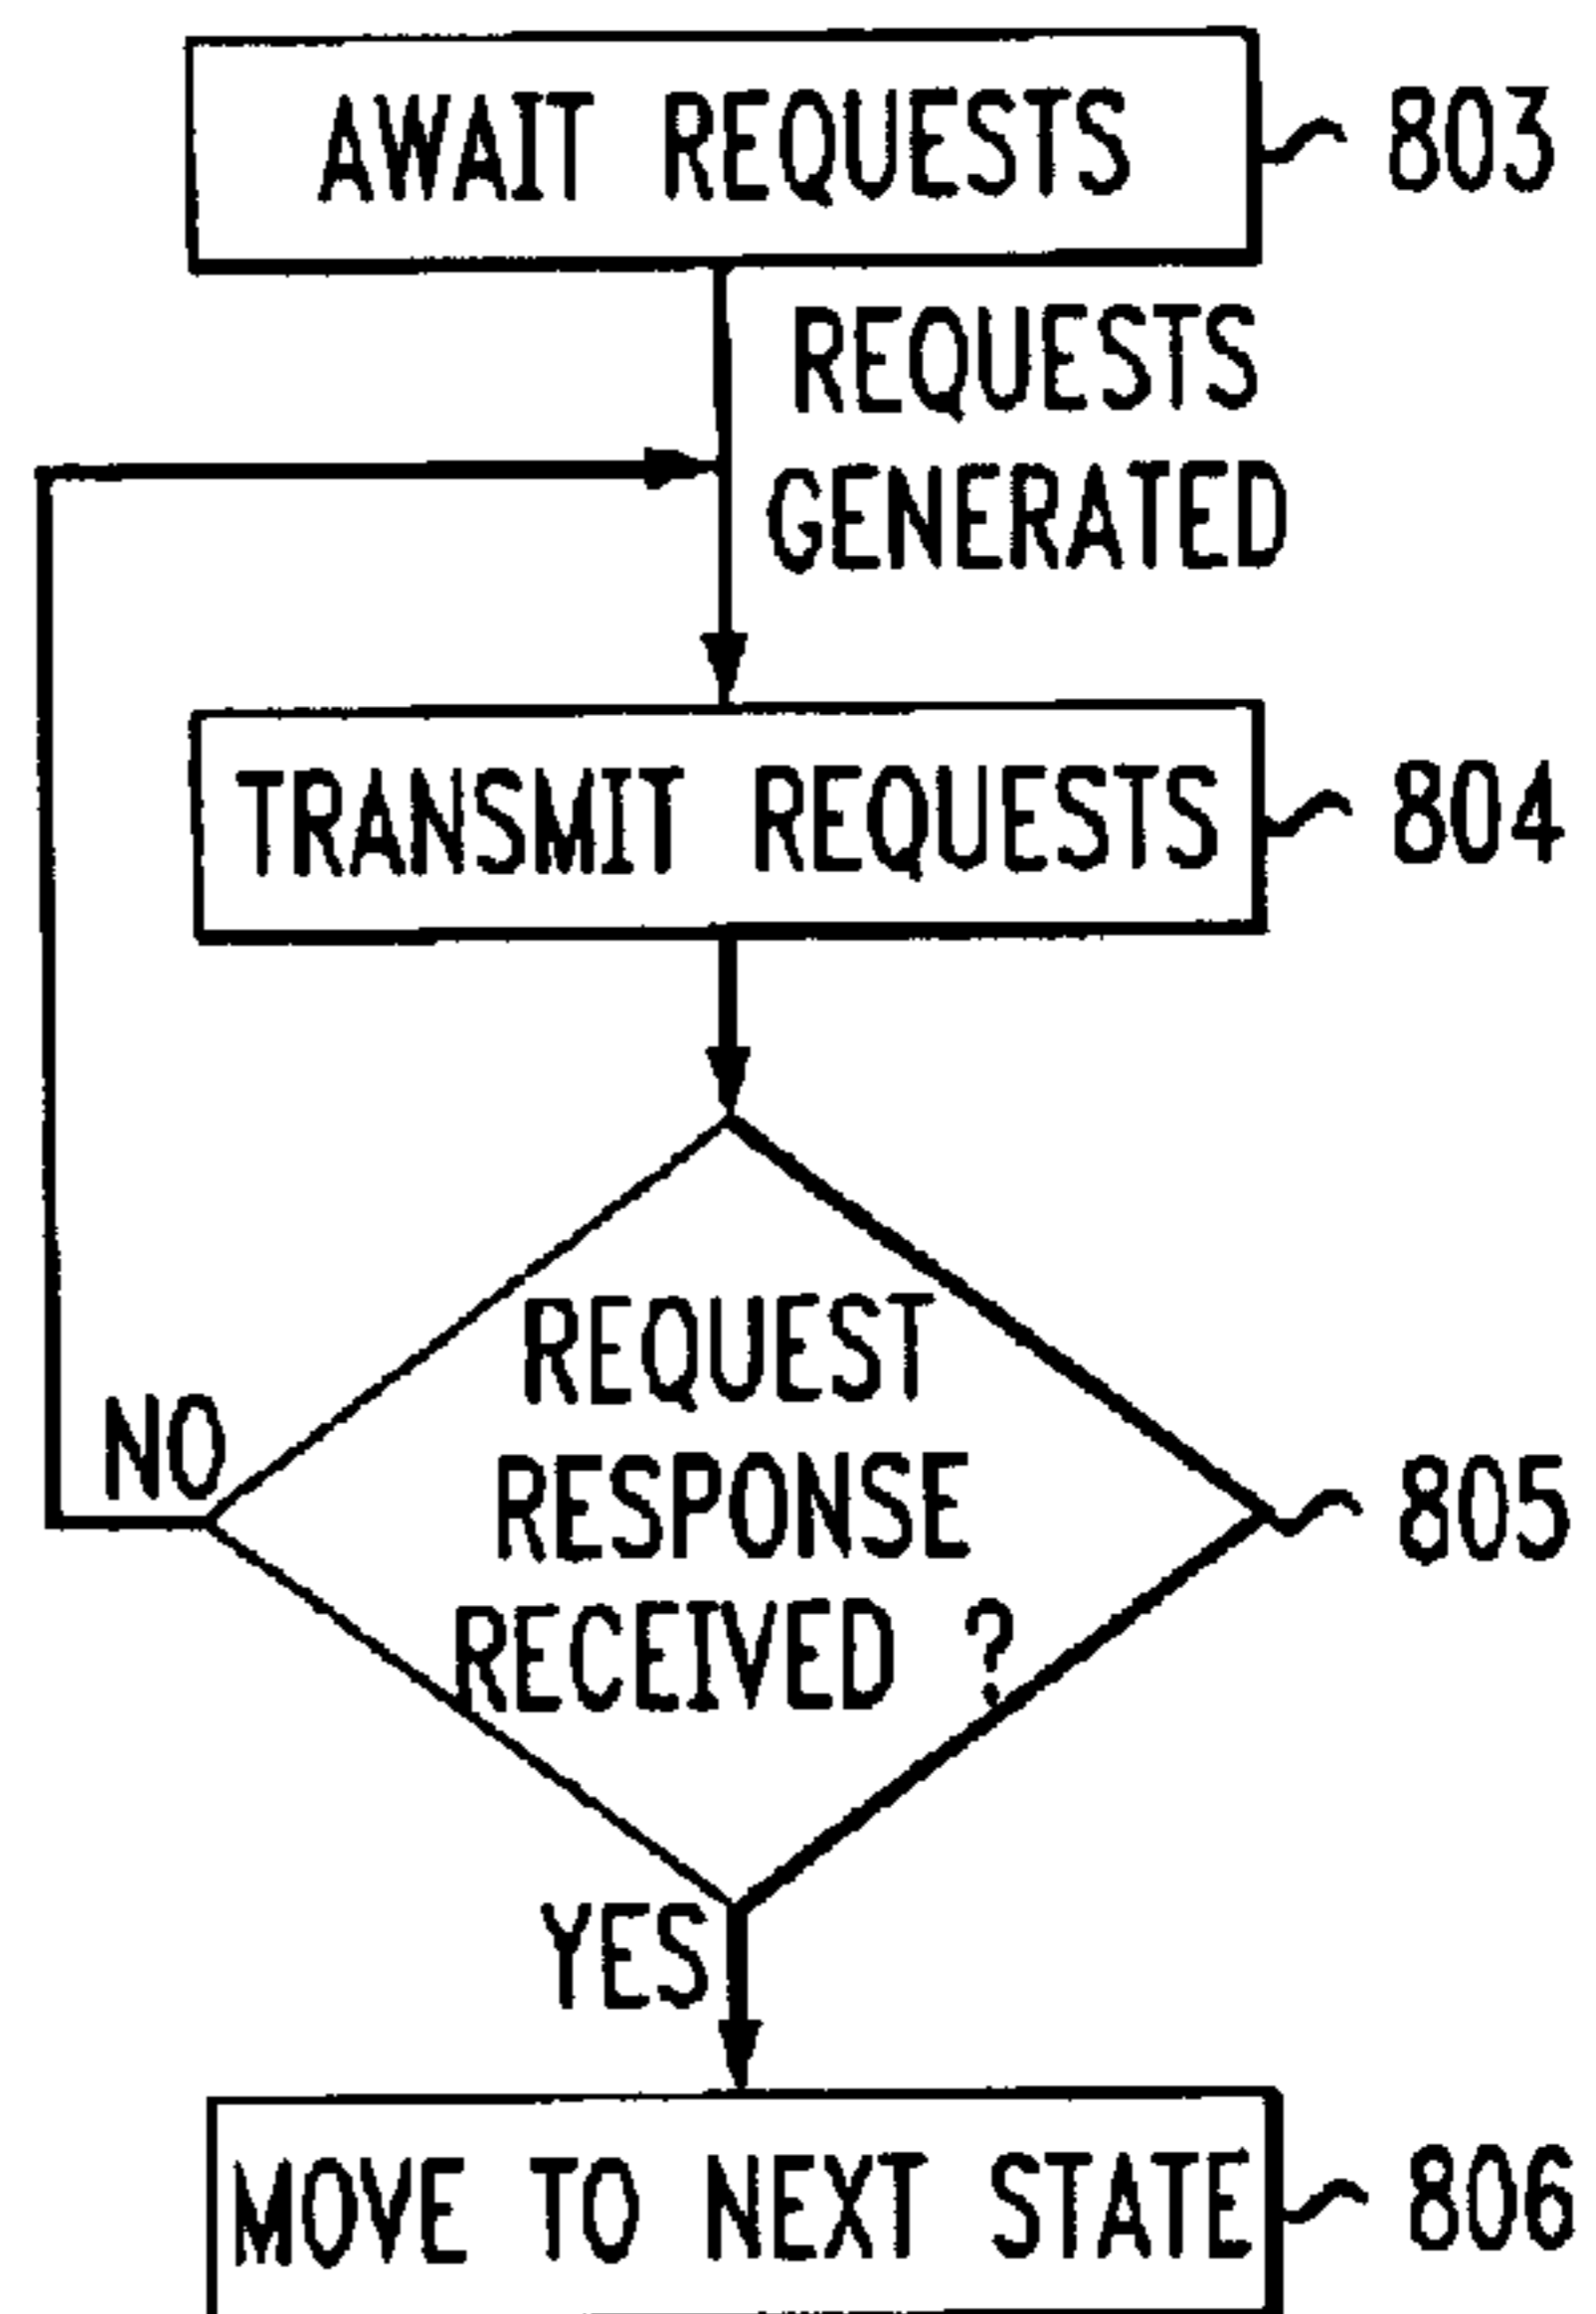 AWAIT REQUESTS 803
REQUESTS
GENERATED
TRANSMIT REQUESTS 804
REQUEST
RESPONSE
RECEIVED ?
NO
805
YES
MOVE TO NEXT STATE 806